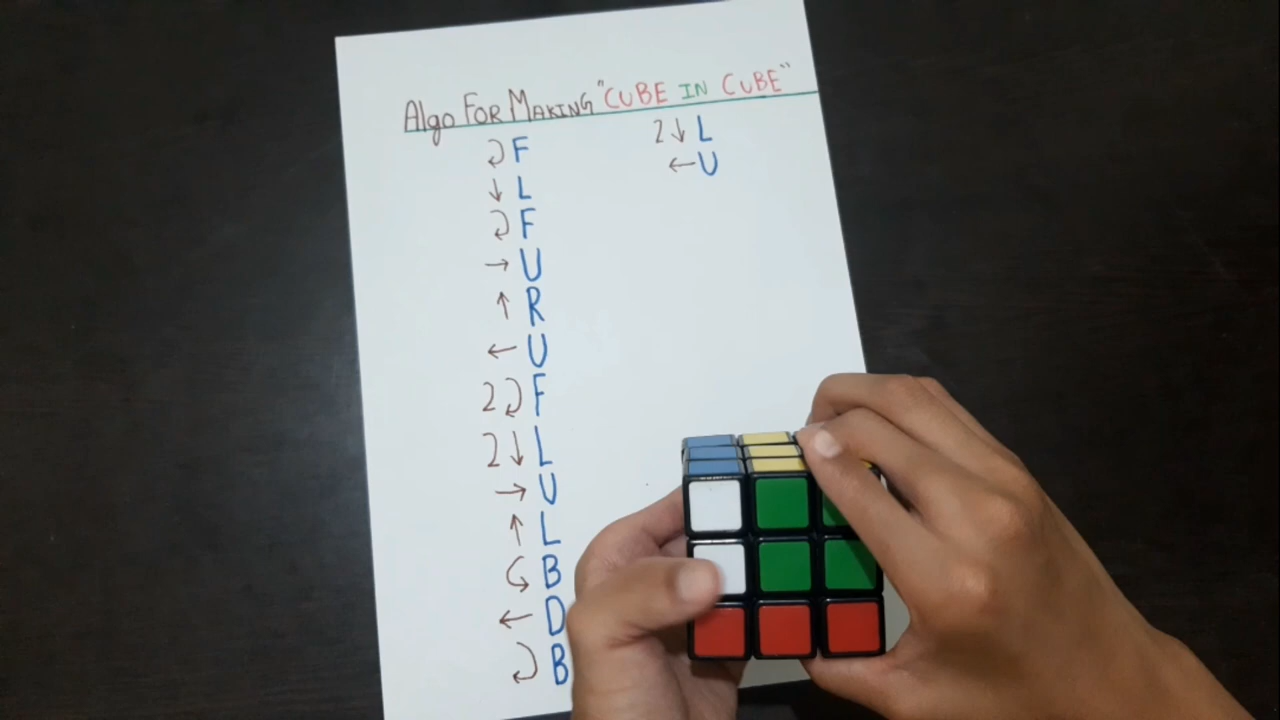 Algo FOR MAKING "CUBE IN CUBE"
F
↓ L
F
→ U
↑ R
← U
2 F
2↓ L
→ U
↑ L
B
← D
B
2↓ L
← U